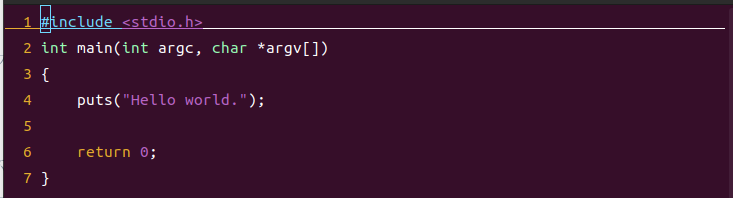 1 #include <stdio.h>
2 int main(int argc, char *argv[])
3 {
4     puts("Hello world.");
5
6     return 0;
7 }